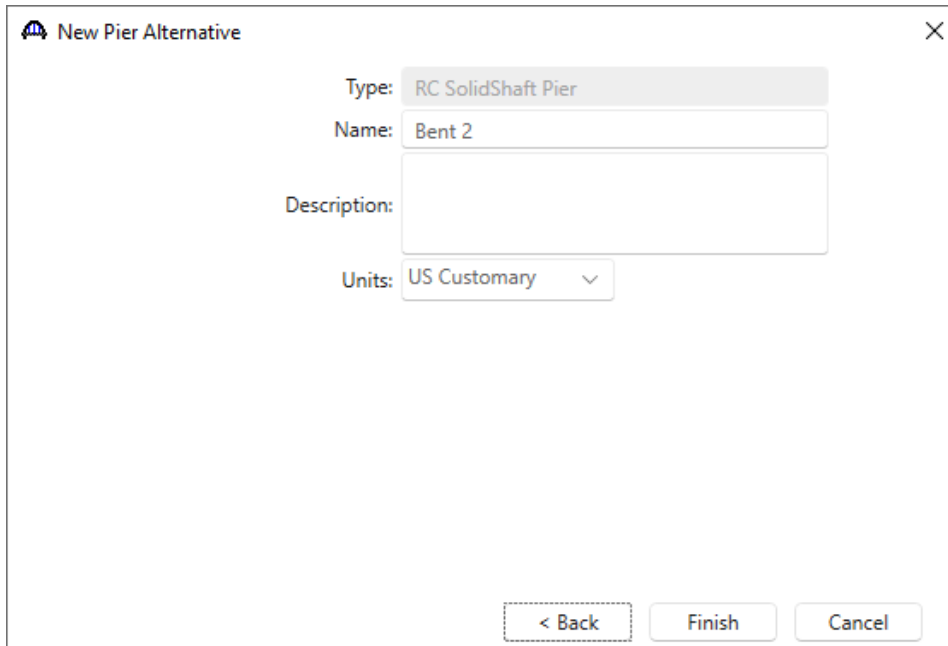 New Pier Alternative
Type: RC SolidShaft Pier
Name: Bent 2
Description:
Units: US Customary
< Back Finish Cancel